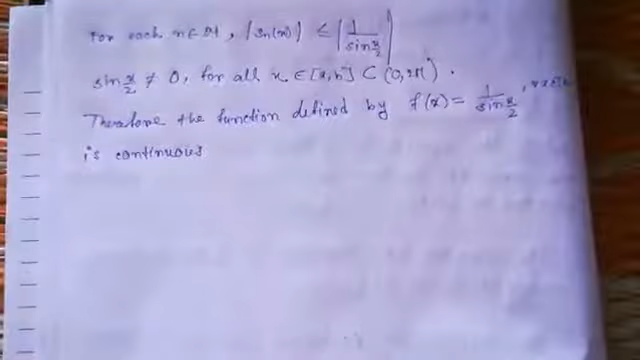 For each n ∈ ℕ, |Sn(x)| ≤ |1/sin x/2|
sin x/2 ≠ 0, for all x ∈ [a,b] ⊂ (0,2π).
Therefore the function defined by f(x) = 1/sin x/2
is continuous